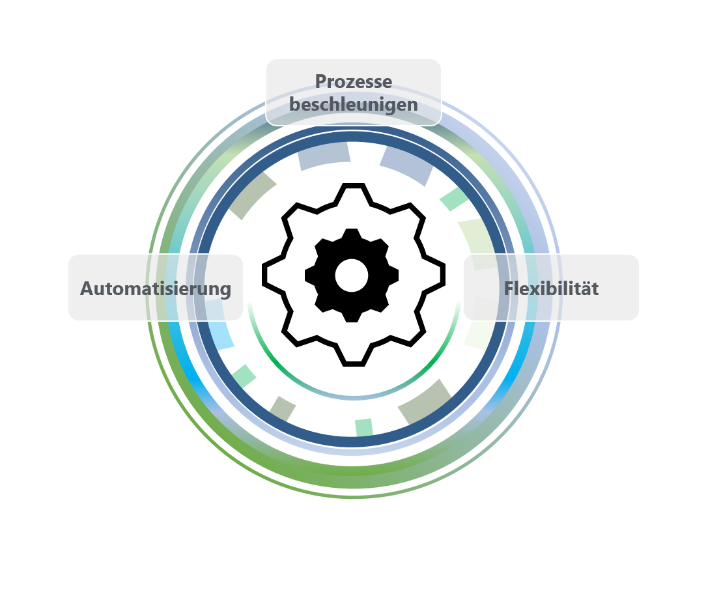 Prozesse
beschleunigen
Automatisierung
Flexibilität